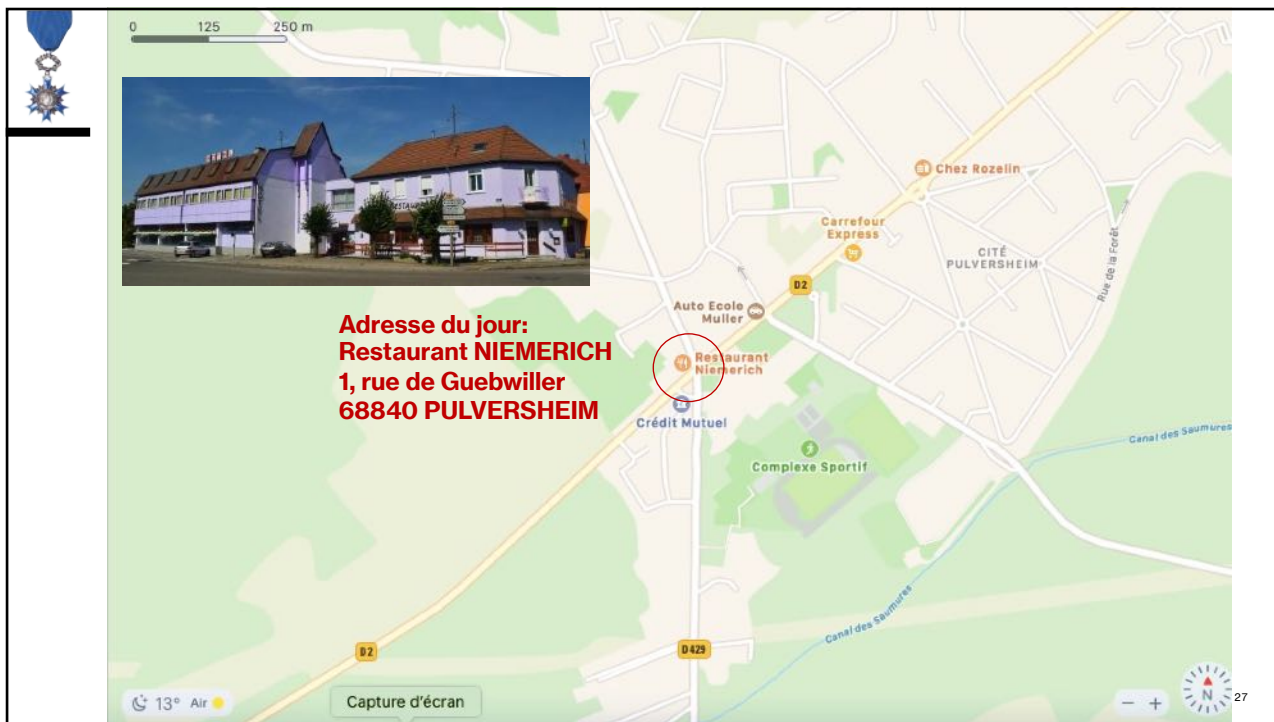 0 125 250 m
Restaurant
Adresse du jour:
Restaurant NIEMERICH
1, rue de Guebwiller
68840 PULVERSHEIM
Chez Rozelin
Carrefour
Express
CITÉ
PULVERSHEIM
Rue de la Forêt
D2
Auto Ecole
Muller
Restaurant
Niemerich
Crédit Mutuel
Complexe Sportif
Canal des Saumures
Canal des Saumures
D2
D429
13° Air
Capture d'écran
− +
N
27